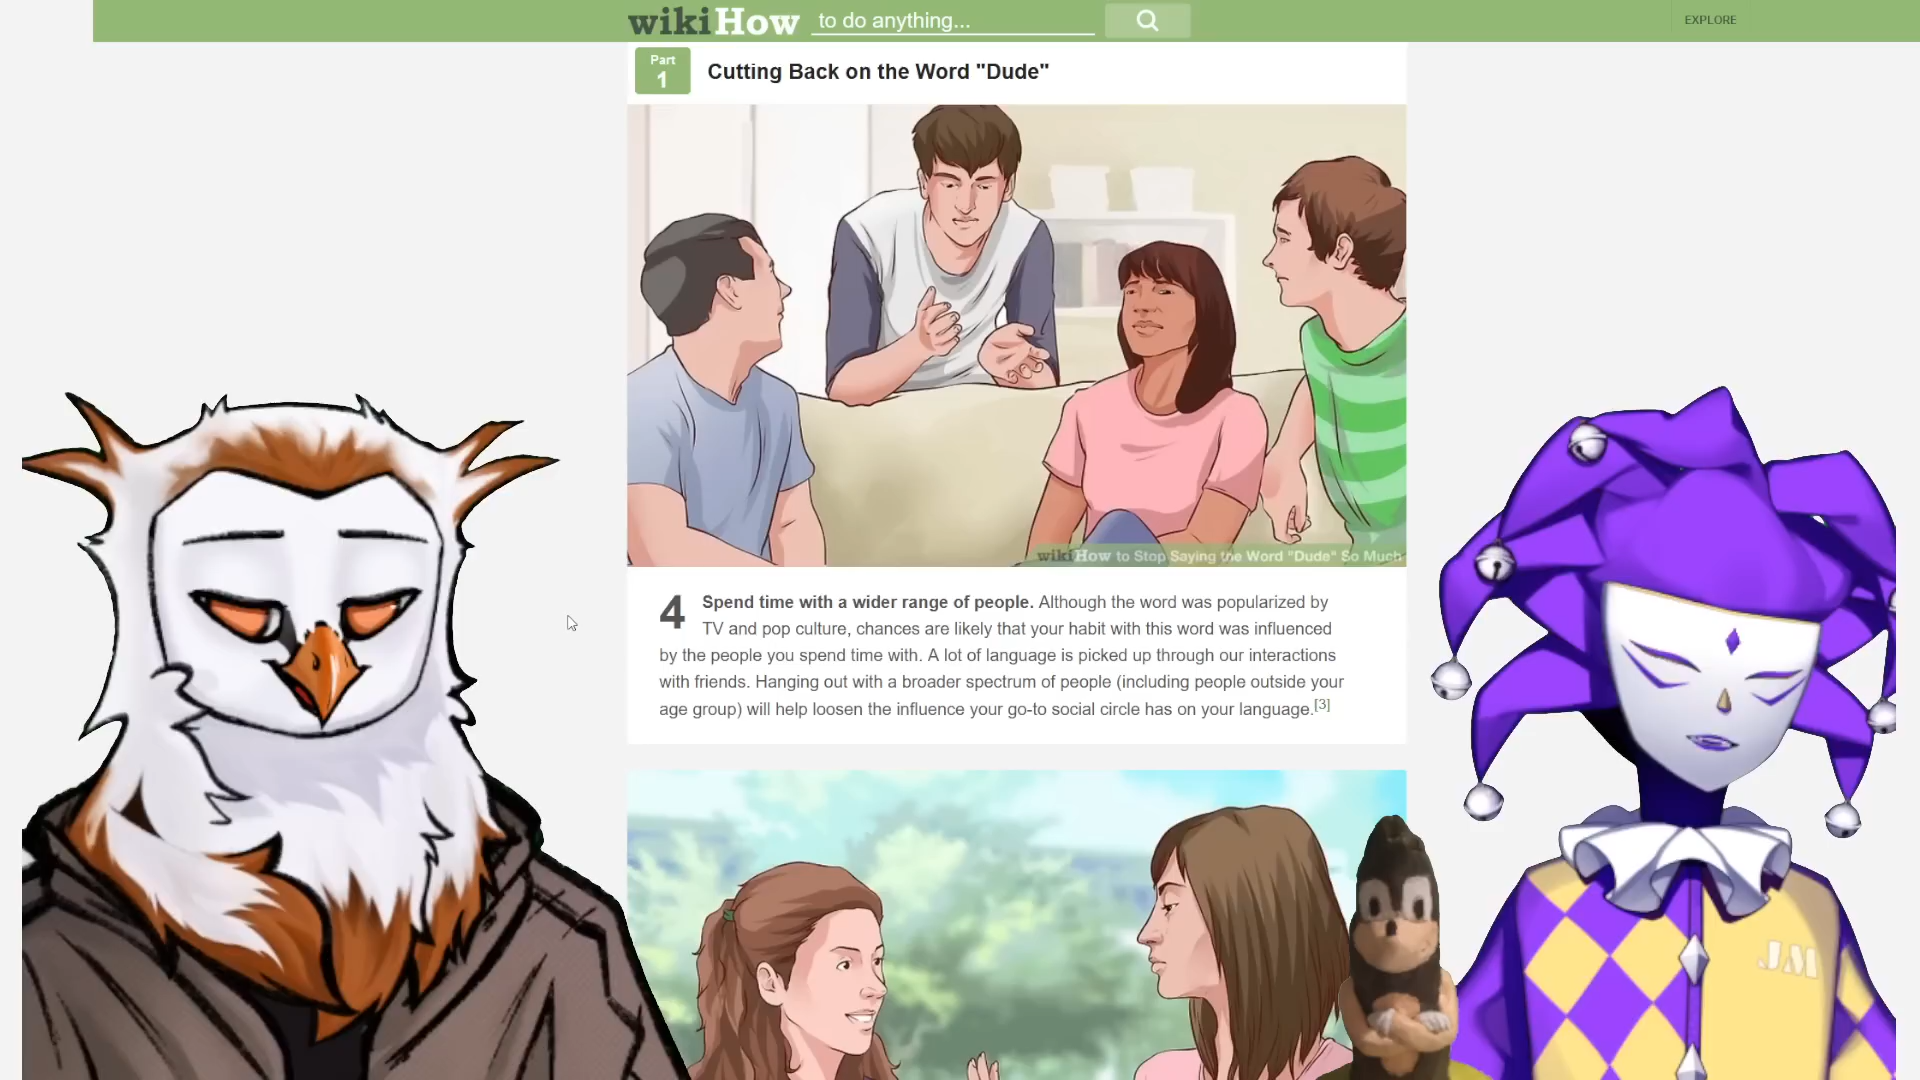 wikiHow to do anything...
EXPLORE
Part
1
Cutting Back on the Word "Dude"
wikiHow to Stop Saying the Word "Dude" So Much
4 Spend time with a wider range of people. Although the word was popularized by
TV and pop culture, chances are likely that your habit with this word was influenced
by the people you spend time with. A lot of language is picked up through our interactions
with friends. Hanging out with a broader spectrum of people (including people outside your
age group) will help loosen the influence your go-to social circle has on your language.[3]
JM